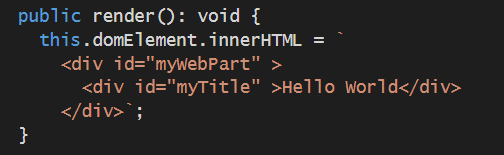 public render(): void {
this.domElement.innerHTML = `
<div id="myWebPart" >
<div id="myTitle" >Hello World</div>
</div>`;
}